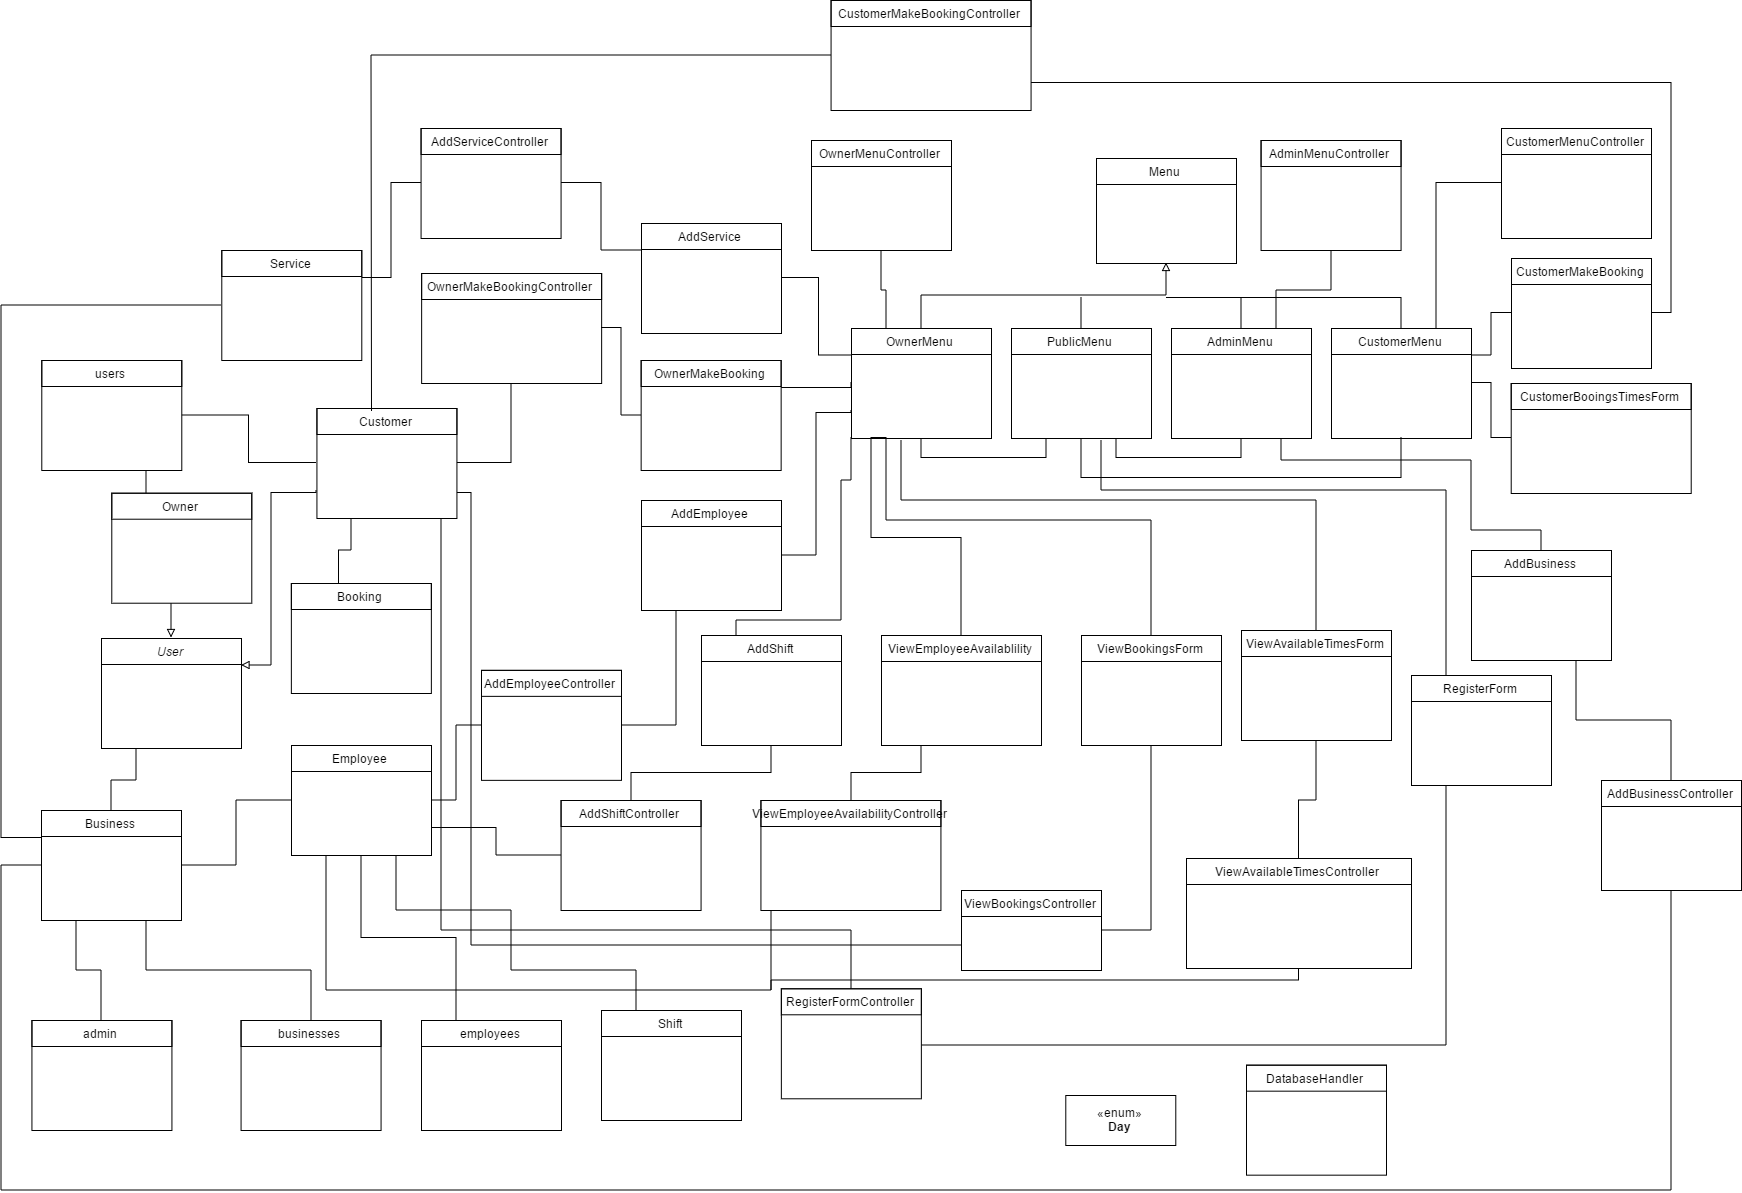 CustomerMakeBookingController
AddServiceController
OwnerMenuController
Menu
AdminMenuController
CustomerMenuController
AddService
Service
OwnerMakeBookingController
CustomerMakeBooking
OwnerMenu
PublicMenu
AdminMenu
CustomerMenu
users
OwnerMakeBooking
CustomerBooingsTimesForm
Customer
Owner
AddEmployee
AddBusiness
Booking
User
AddShift
ViewEmployeeAvailablility
ViewBookingsForm
ViewAvailableTimesForm
AddEmployeeController
RegisterForm
Employee
Business
AddShiftController
ViewEmployeeAvailabilityController
AddBusinessController
ViewAvailableTimesController
ViewBookingsController
RegisterFormController
admin
businesses
employees
Shift
DatabaseHandler
«enum»
Day